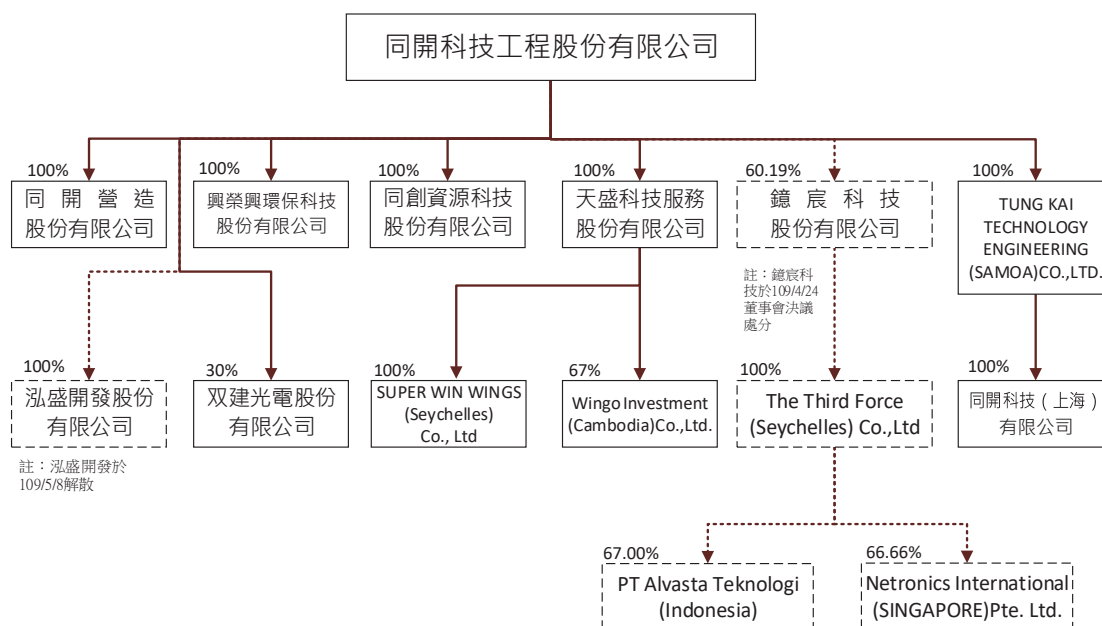 同開科技工程股份有限公司
100%
同開營造
股份有限公司
100%
興榮興環保科技
股份有限公司
100%
同創資源科技
股份有限公司
100%
天盛科技服務
股份有限公司
60.19%
鐿宸科技
股份有限公司
註：鐿宸科
技於109/4/24
董事會決議
處分
100%
TUNG KAI
TECHNOLOGY
ENGINEERING
(SAMOA)CO.,LTD.
100%
泓盛開發股份
有限公司
註：泓盛開發於
109/5/8解散
30%
双建光電股份
有限公司
100%
SUPER WIN WINGS
(Seychelles)
Co., Ltd
67%
Wingo Investment
(Cambodia)Co.,Ltd.
100%
The Third Force
(Seychelles) Co.,Ltd
100%
同開科技（上海）
有限公司
67.00%
PT Alvasta Teknologi
(Indonesia)
66.66%
Netronics International
(SINGAPORE)Pte. Ltd.